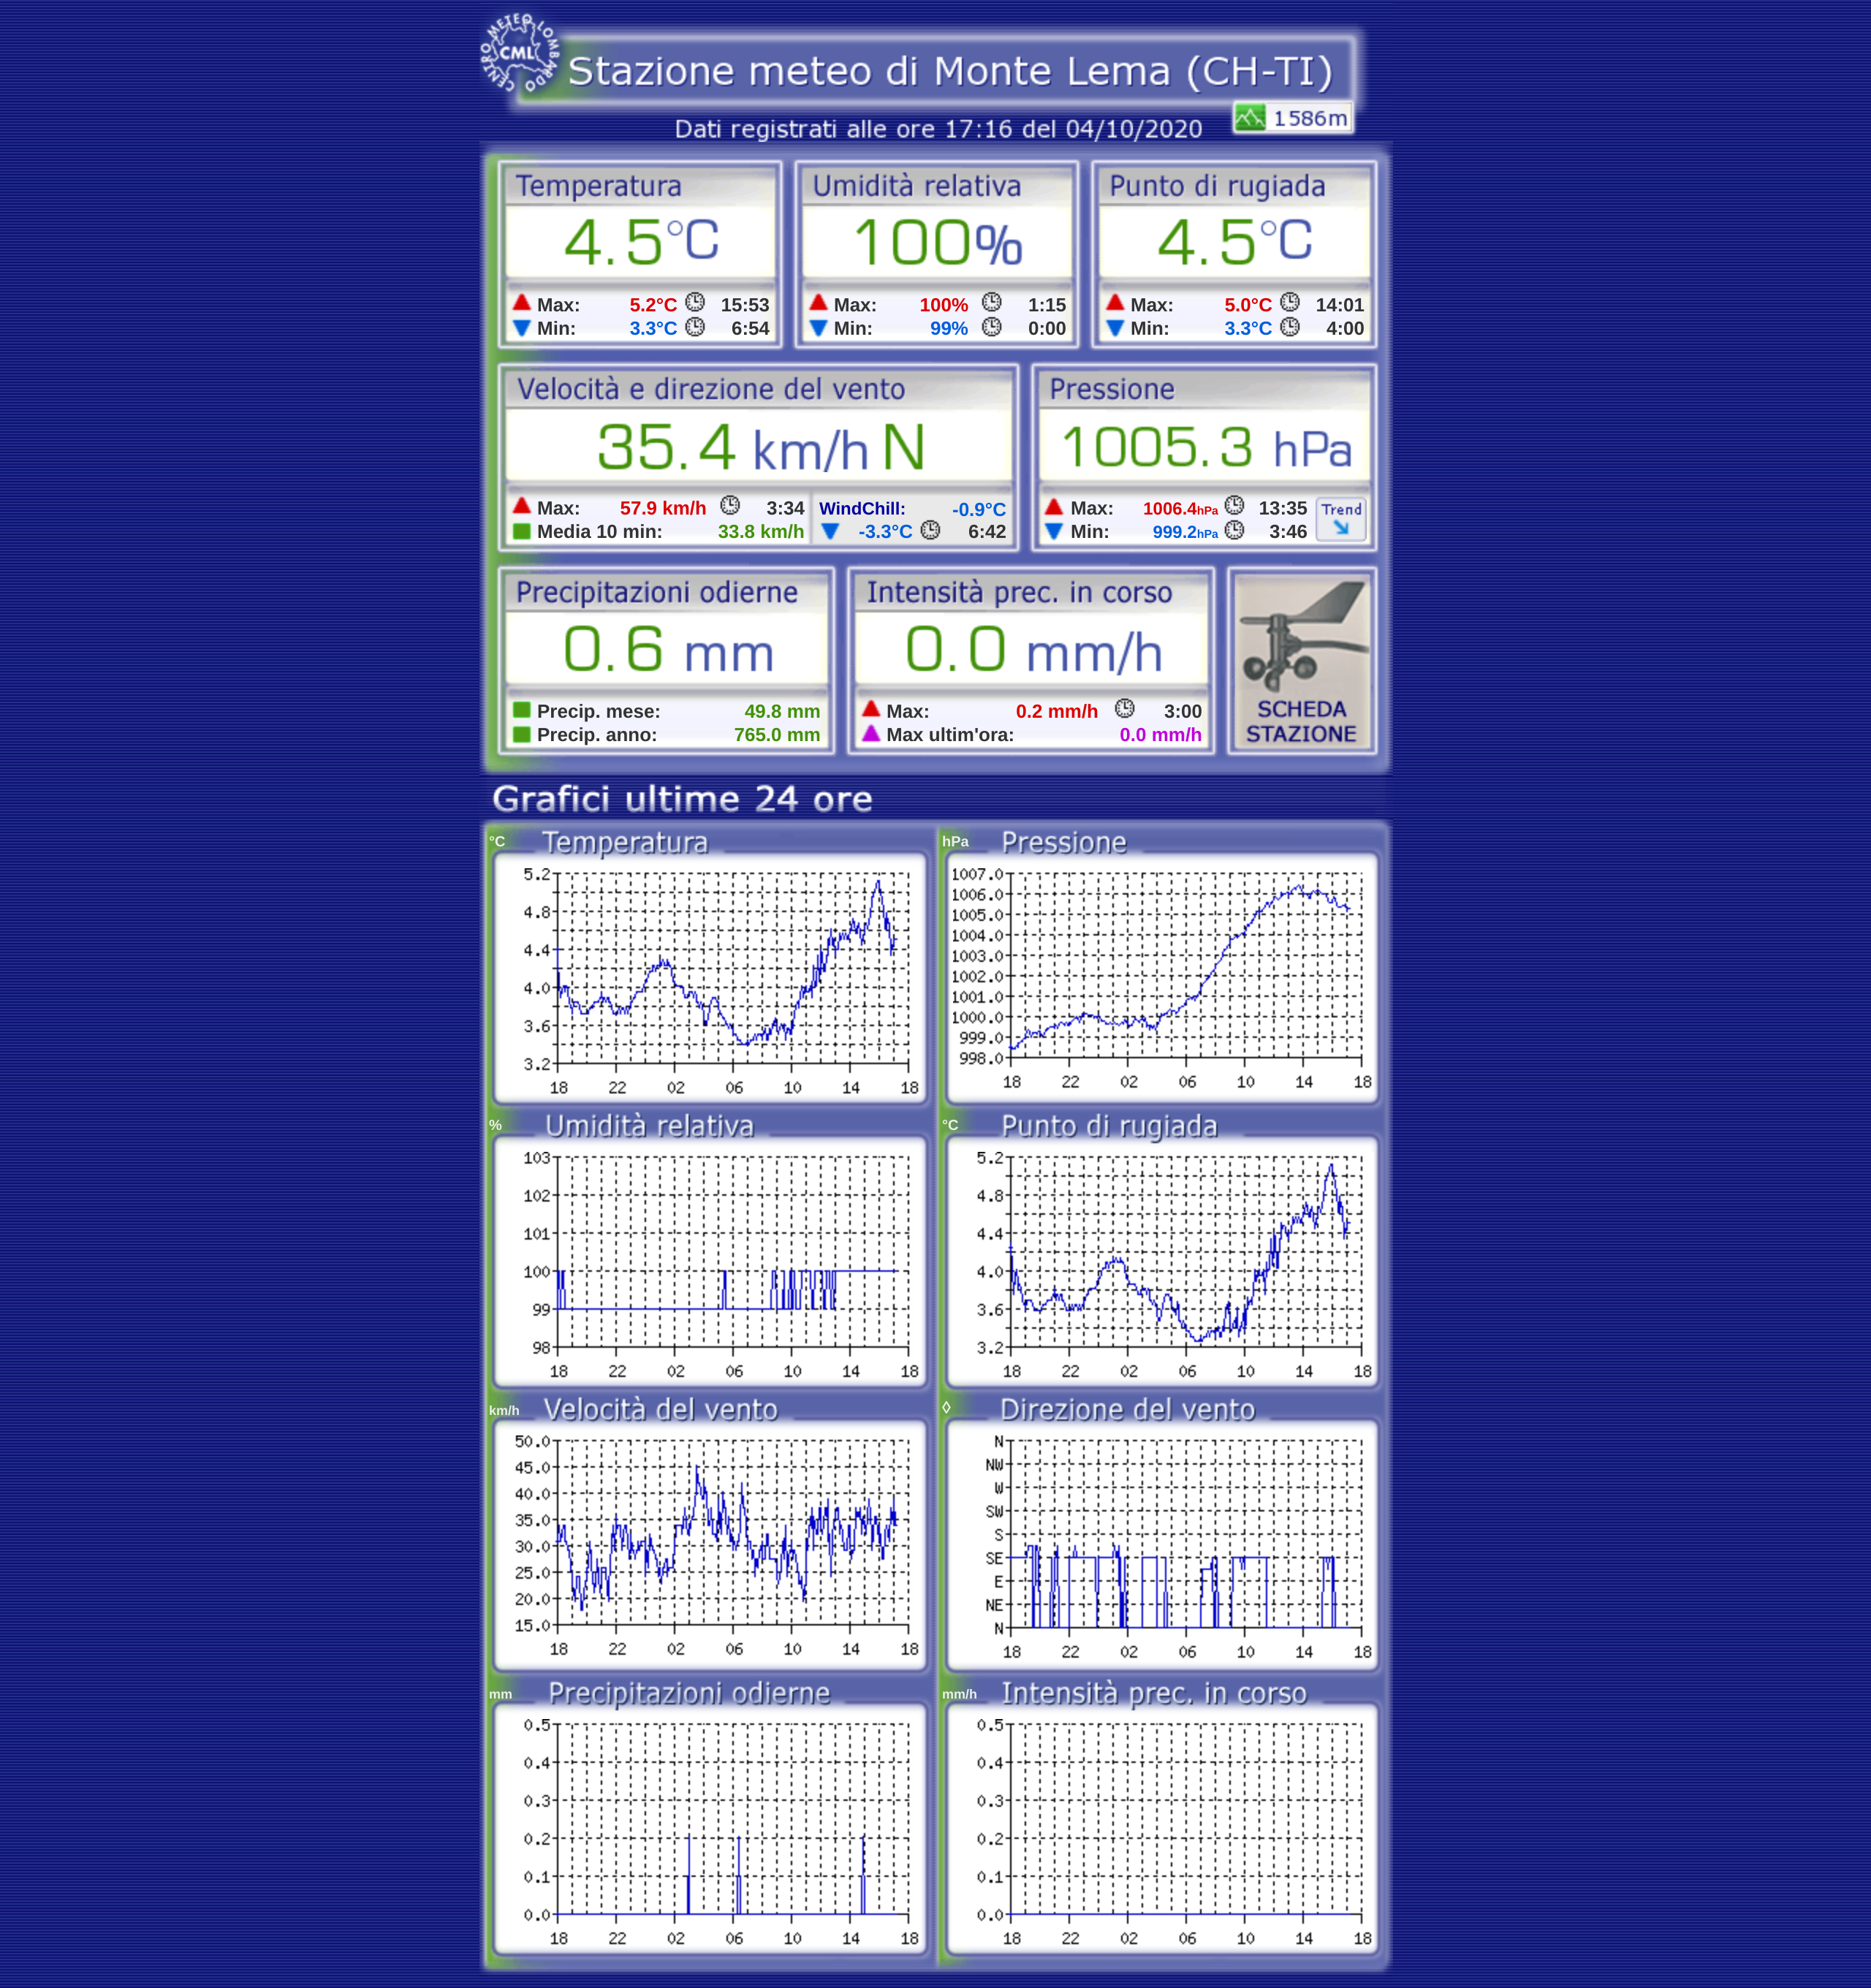 CENTRO METEO LOMBARDO
CML
Stazione meteo di Monte Lema (CH-TI)
1586m
Dati registrati alle ore 17:16 del 04/10/2020
Temperatura Umidità relativa Punto di rugiada
4.5°C 100% 4.5°C
Max: 5.2°C 15:53 Max: 100% 1:15 Max: 5.0°C 14:01
Min: 3.3°C 6:54 Min: 99% 0:00 Min: 3.3°C 4:00
Velocità e direzione del vento Pressione
35.4 km/h N 1005.3 hPa
Max: 57.9 km/h 3:34 WindChill: -0.9°C Max: 1006.4hPa 13:35 Trend
Media 10 min: 33.8 km/h -3.3°C 6:42 Min: 999.2hPa 3:46
Precipitazioni odierne Intensità prec. in corso
0.6 mm 0.0 mm/h
Precip. mese: 49.8 mm Max: 0.2 mm/h 3:00 SCHEDA
Precip. anno: 765.0 mm Max ultim'ora: 0.0 mm/h STAZIONE
Grafici ultime 24 ore
°C Temperatura
5.2
4.8
4.4
4.0
3.6
3.2
18 22 02 06 10 14 18
hPa Pressione
1007.0
1006.0
1005.0
1004.0
1003.0
1002.0
1001.0
1000.0
999.0
998.0
18 22 02 06 10 14 18
% Umidità relativa
103
102
101
100
99
98
18 22 02 06 10 14 18
°C Punto di rugiada
5.2
4.8
4.4
4.0
3.6
3.2
18 22 02 06 10 14 18
km/h Velocità del vento
50.0
45.0
40.0
35.0
30.0
25.0
20.0
15.0
18 22 02 06 10 14 18
◊ Direzione del vento
N
NW
W
SW
S
SE
E
NE
N
18 22 02 06 10 14 18
mm Precipitazioni odierne
0.5
0.4
0.3
0.2
0.1
0.0
18 22 02 06 10 14 18
mm/h Intensità prec. in corso
0.5
0.4
0.3
0.2
0.1
0.0
18 22 02 06 10 14 18